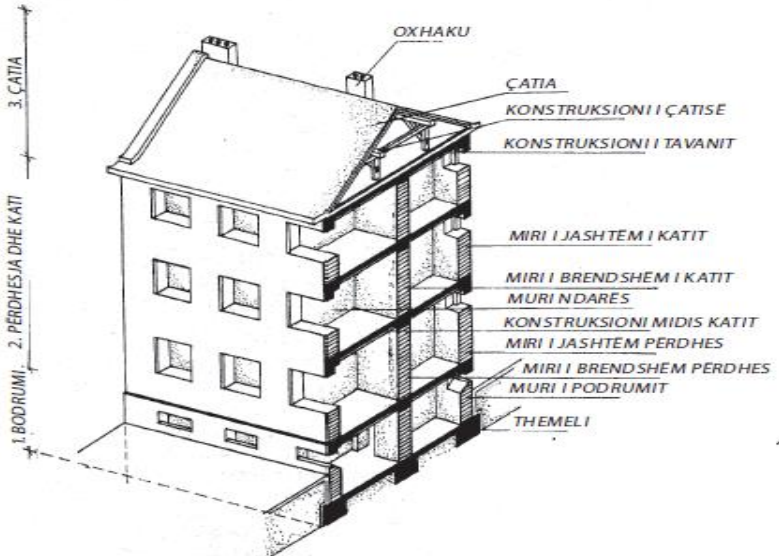 OXHAKU
ÇATIA
KONSTRUKSIONI I ÇATISË
KONSTRUKSIONI I TAVANIT
MIRI I JASHTËM I KATIT
MIRI I BRENDSHËM I KATIT
MURI NDARËS
KONSTRUKSIONI MIDIS KATIT
MIRI I JASHTËM PËRDHES
MIRI I BRENDSHËM PËRDHES
MURI I PODRUMIT
THEMELI
3. ÇATIA
2. PËRDHESJA DHE KATI
1. BODRUMI.